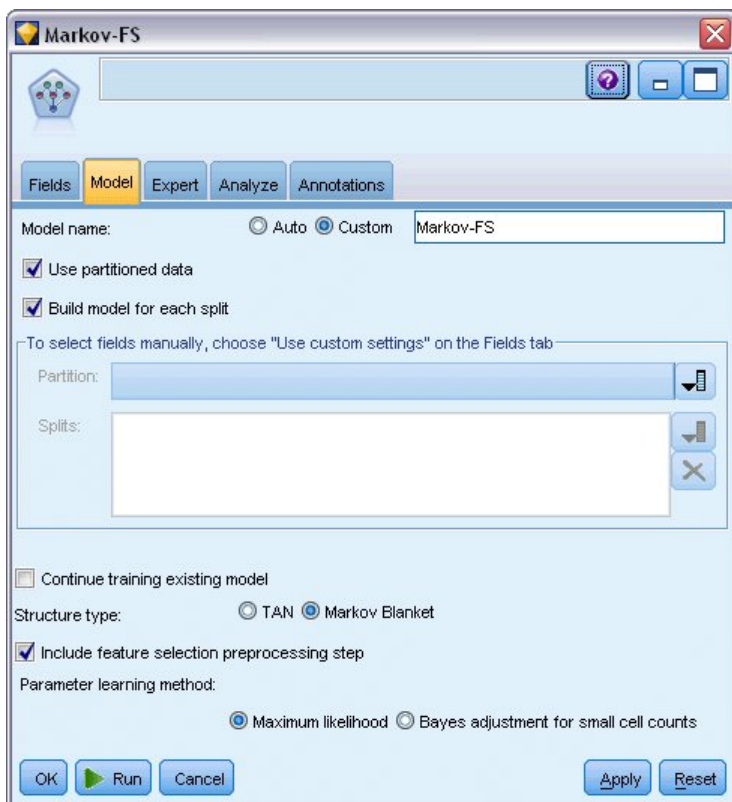 Markov-FS
Fields Model Expert Analyze Annotations
Model name: Auto Custom Markov-FS
Use partitioned data
Build model for each split
To select fields manually, choose "Use custom settings" on the Fields tab
Partition:
Splits:
Continue training existing model
Structure type: TAN Markov Blanket
Include feature selection preprocessing step
Parameter learning method:
Maximum likelihood Bayes adjustment for small cell counts
OK Run Cancel Apply Reset